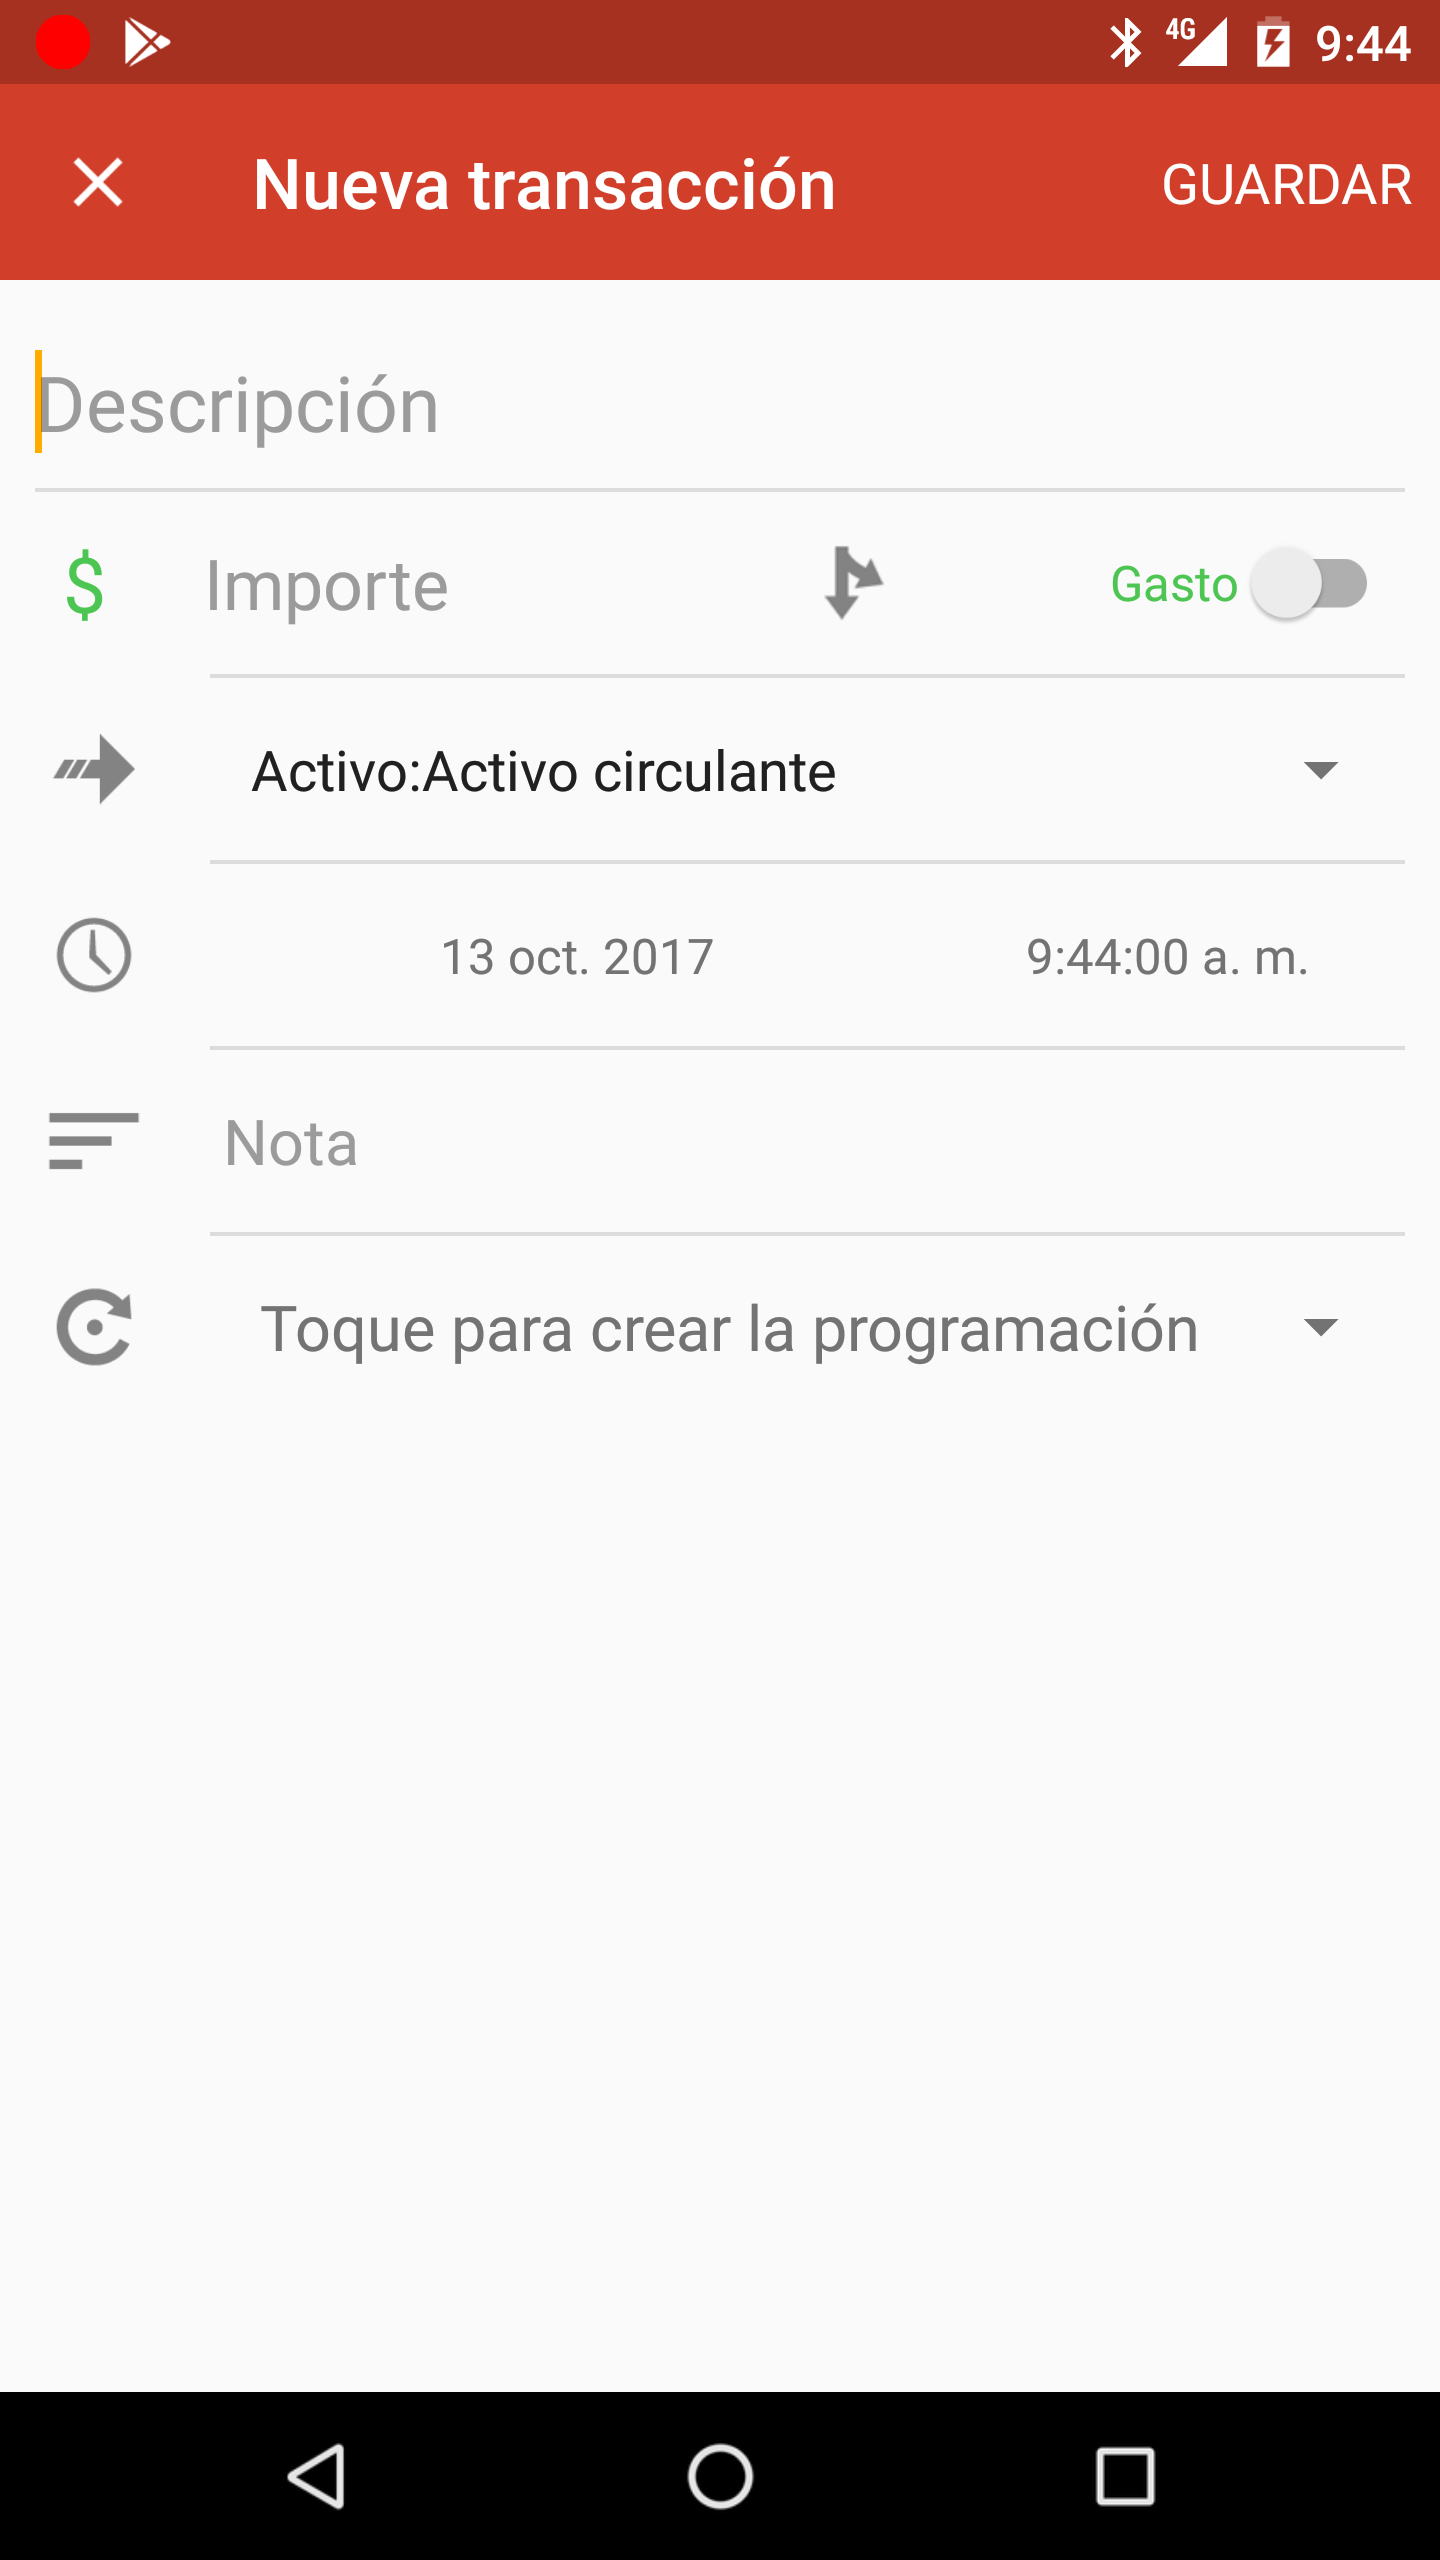 4G 9:44
Nueva transacción GUARDAR
Descripción
$ Importe Gasto
Activo:Activo circulante
13 oct. 2017 9:44:00 a. m.
Nota
Toque para crear la programación